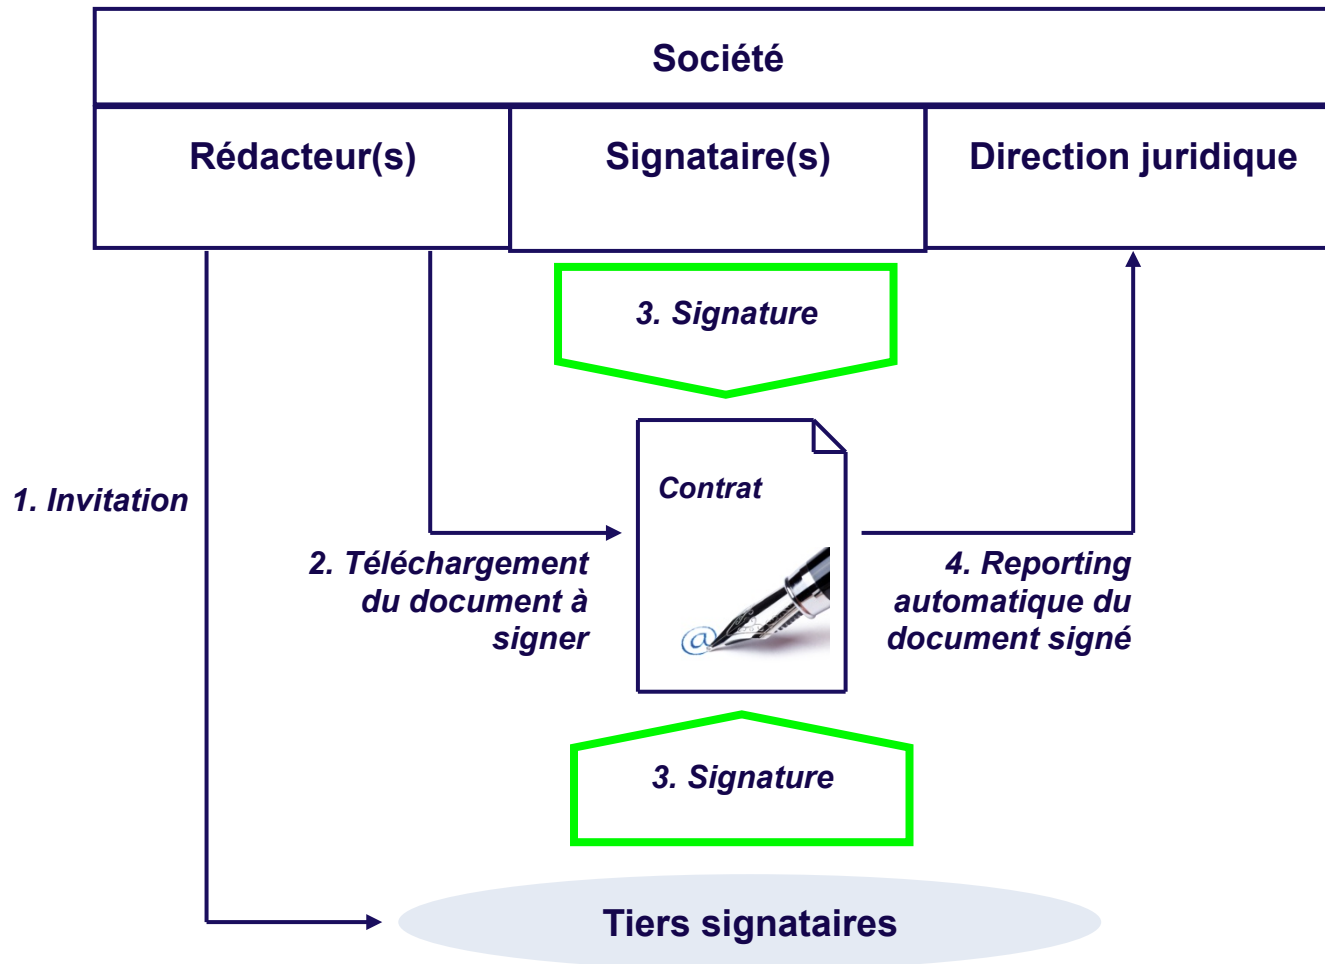 Société
Rédacteur(s)
Signataire(s)
Direction juridique
3. Signature
1. Invitation
Contrat
2. Téléchargement
du document à
signer
@
4. Reporting
automatique du
document signé
3. Signature
Tiers signataires